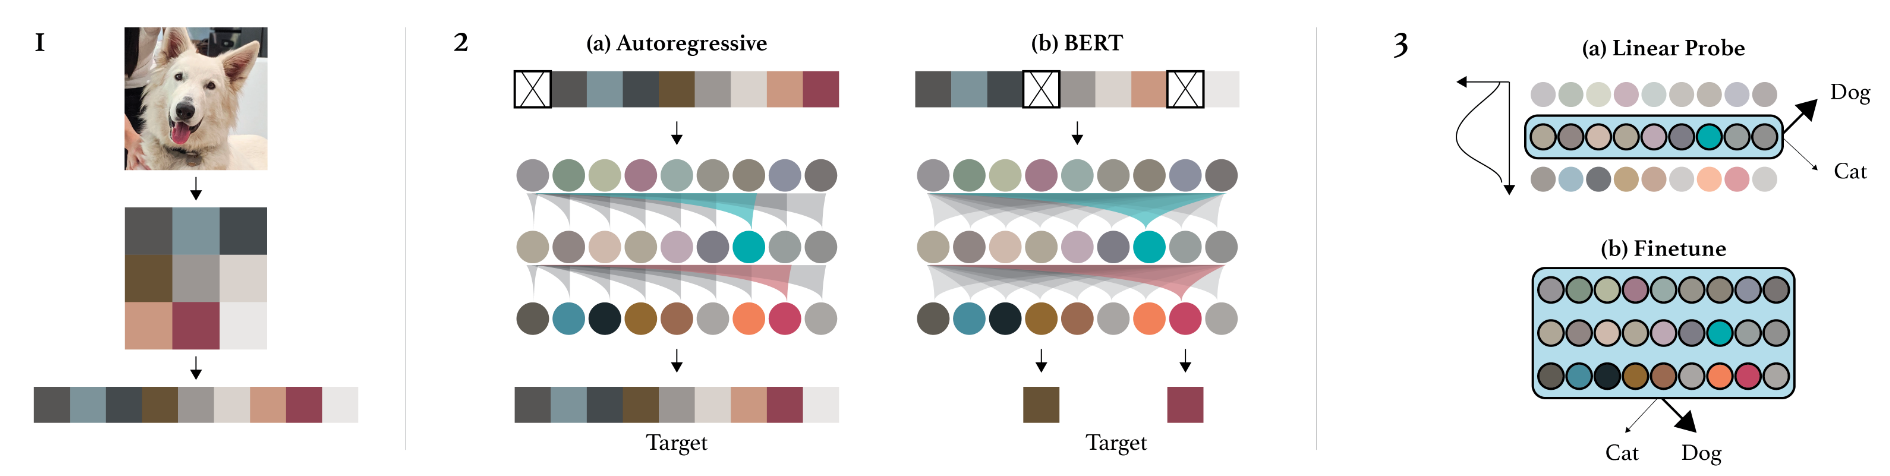 1
2
(a) Autoregressive
Target
(b) BERT
Target
3
(a) Linear Probe
Dog
Cat
(b) Finetune
Cat
Dog